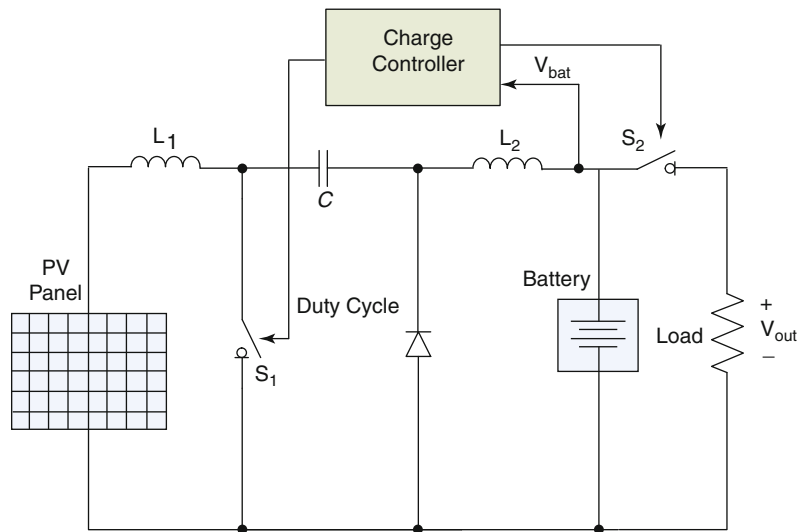 Charge
Controller
V_bat
L_1
L_2
S_2
C
PV
Panel
Duty Cycle
Battery
Load
+
V_out
–
S_1